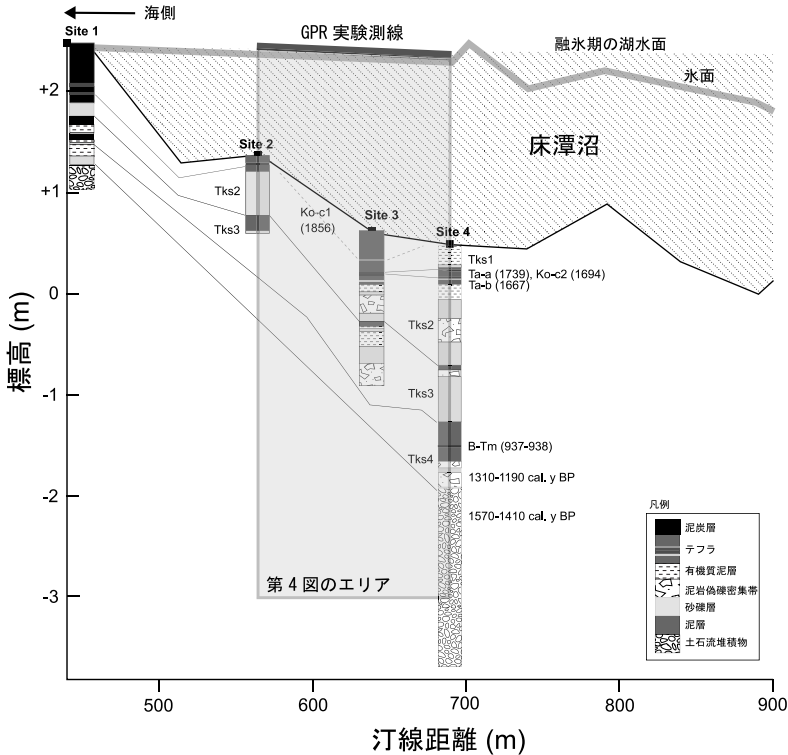 海側
Site 1
GPR 実験測線
融氷期の湖水面
氷面
床潭沼
+2
+1
0
-1
-2
-3
標高 (m)
Site 2
Tks2
Tks3
Ko-c1
(1856)
Site 3
Site 4
Tks1
Ta-a (1739), Ko-c2 (1694)
Ta-b (1667)
Tks2
Tks3
B-Tm (937-938)
Tks4
1310-1190 cal. y BP
1570-1410 cal. y BP
第4図のエリア
凡例
泥炭層
テフラ
有機質泥層
泥岩偽礫密集帯
砂礫層
泥層
土石流堆積物
500
600
700
800
900
汀線距離 (m)